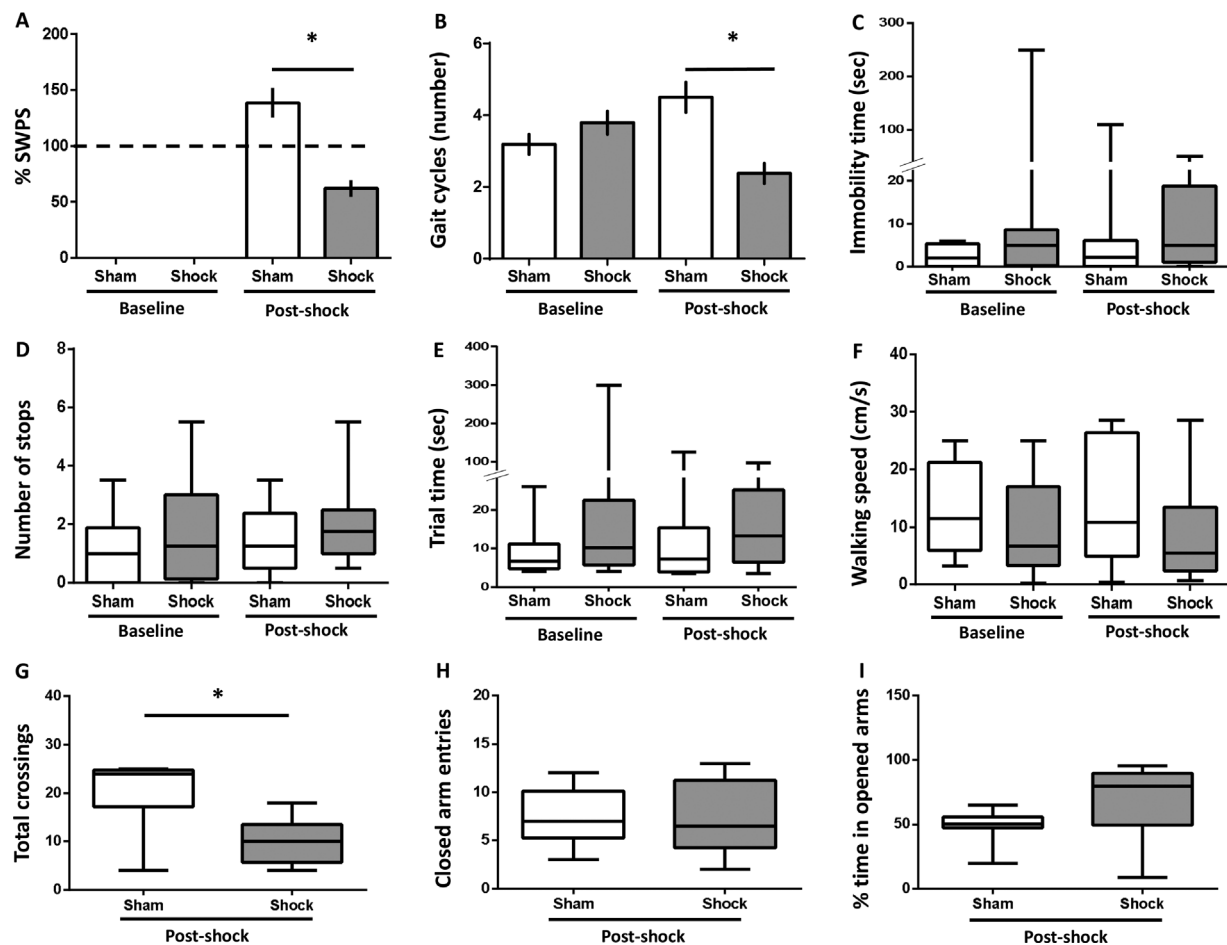 A
% SWPS
200
150
100
50
0
*
Sham Shock Sham Shock
Baseline Post-shock
B
Gait cycles (number)
6
4
2
0
*
Sham Shock Sham Shock
Baseline Post-shock
C
Immobility time (sec)
300
200
100
20
10
0
Sham Shock Sham Shock
Baseline Post-shock
D
Number of stops
8
6
4
2
0
Sham Shock Sham Shock
Baseline Post-shock
E
Trial time (sec)
400
300
200
100
20
10
0
Sham Shock Sham Shock
Baseline Post-shock
F
Walking speed (cm/s)
40
30
20
10
0
Sham Shock Sham Shock
Baseline Post-shock
G
Total crossings
40
30
20
10
0
*
Sham Shock
Post-shock
H
Closed arm entries
20
15
10
5
0
Sham Shock
Post-shock
I
% time in opened arms
150
100
50
0
Sham Shock
Post-shock